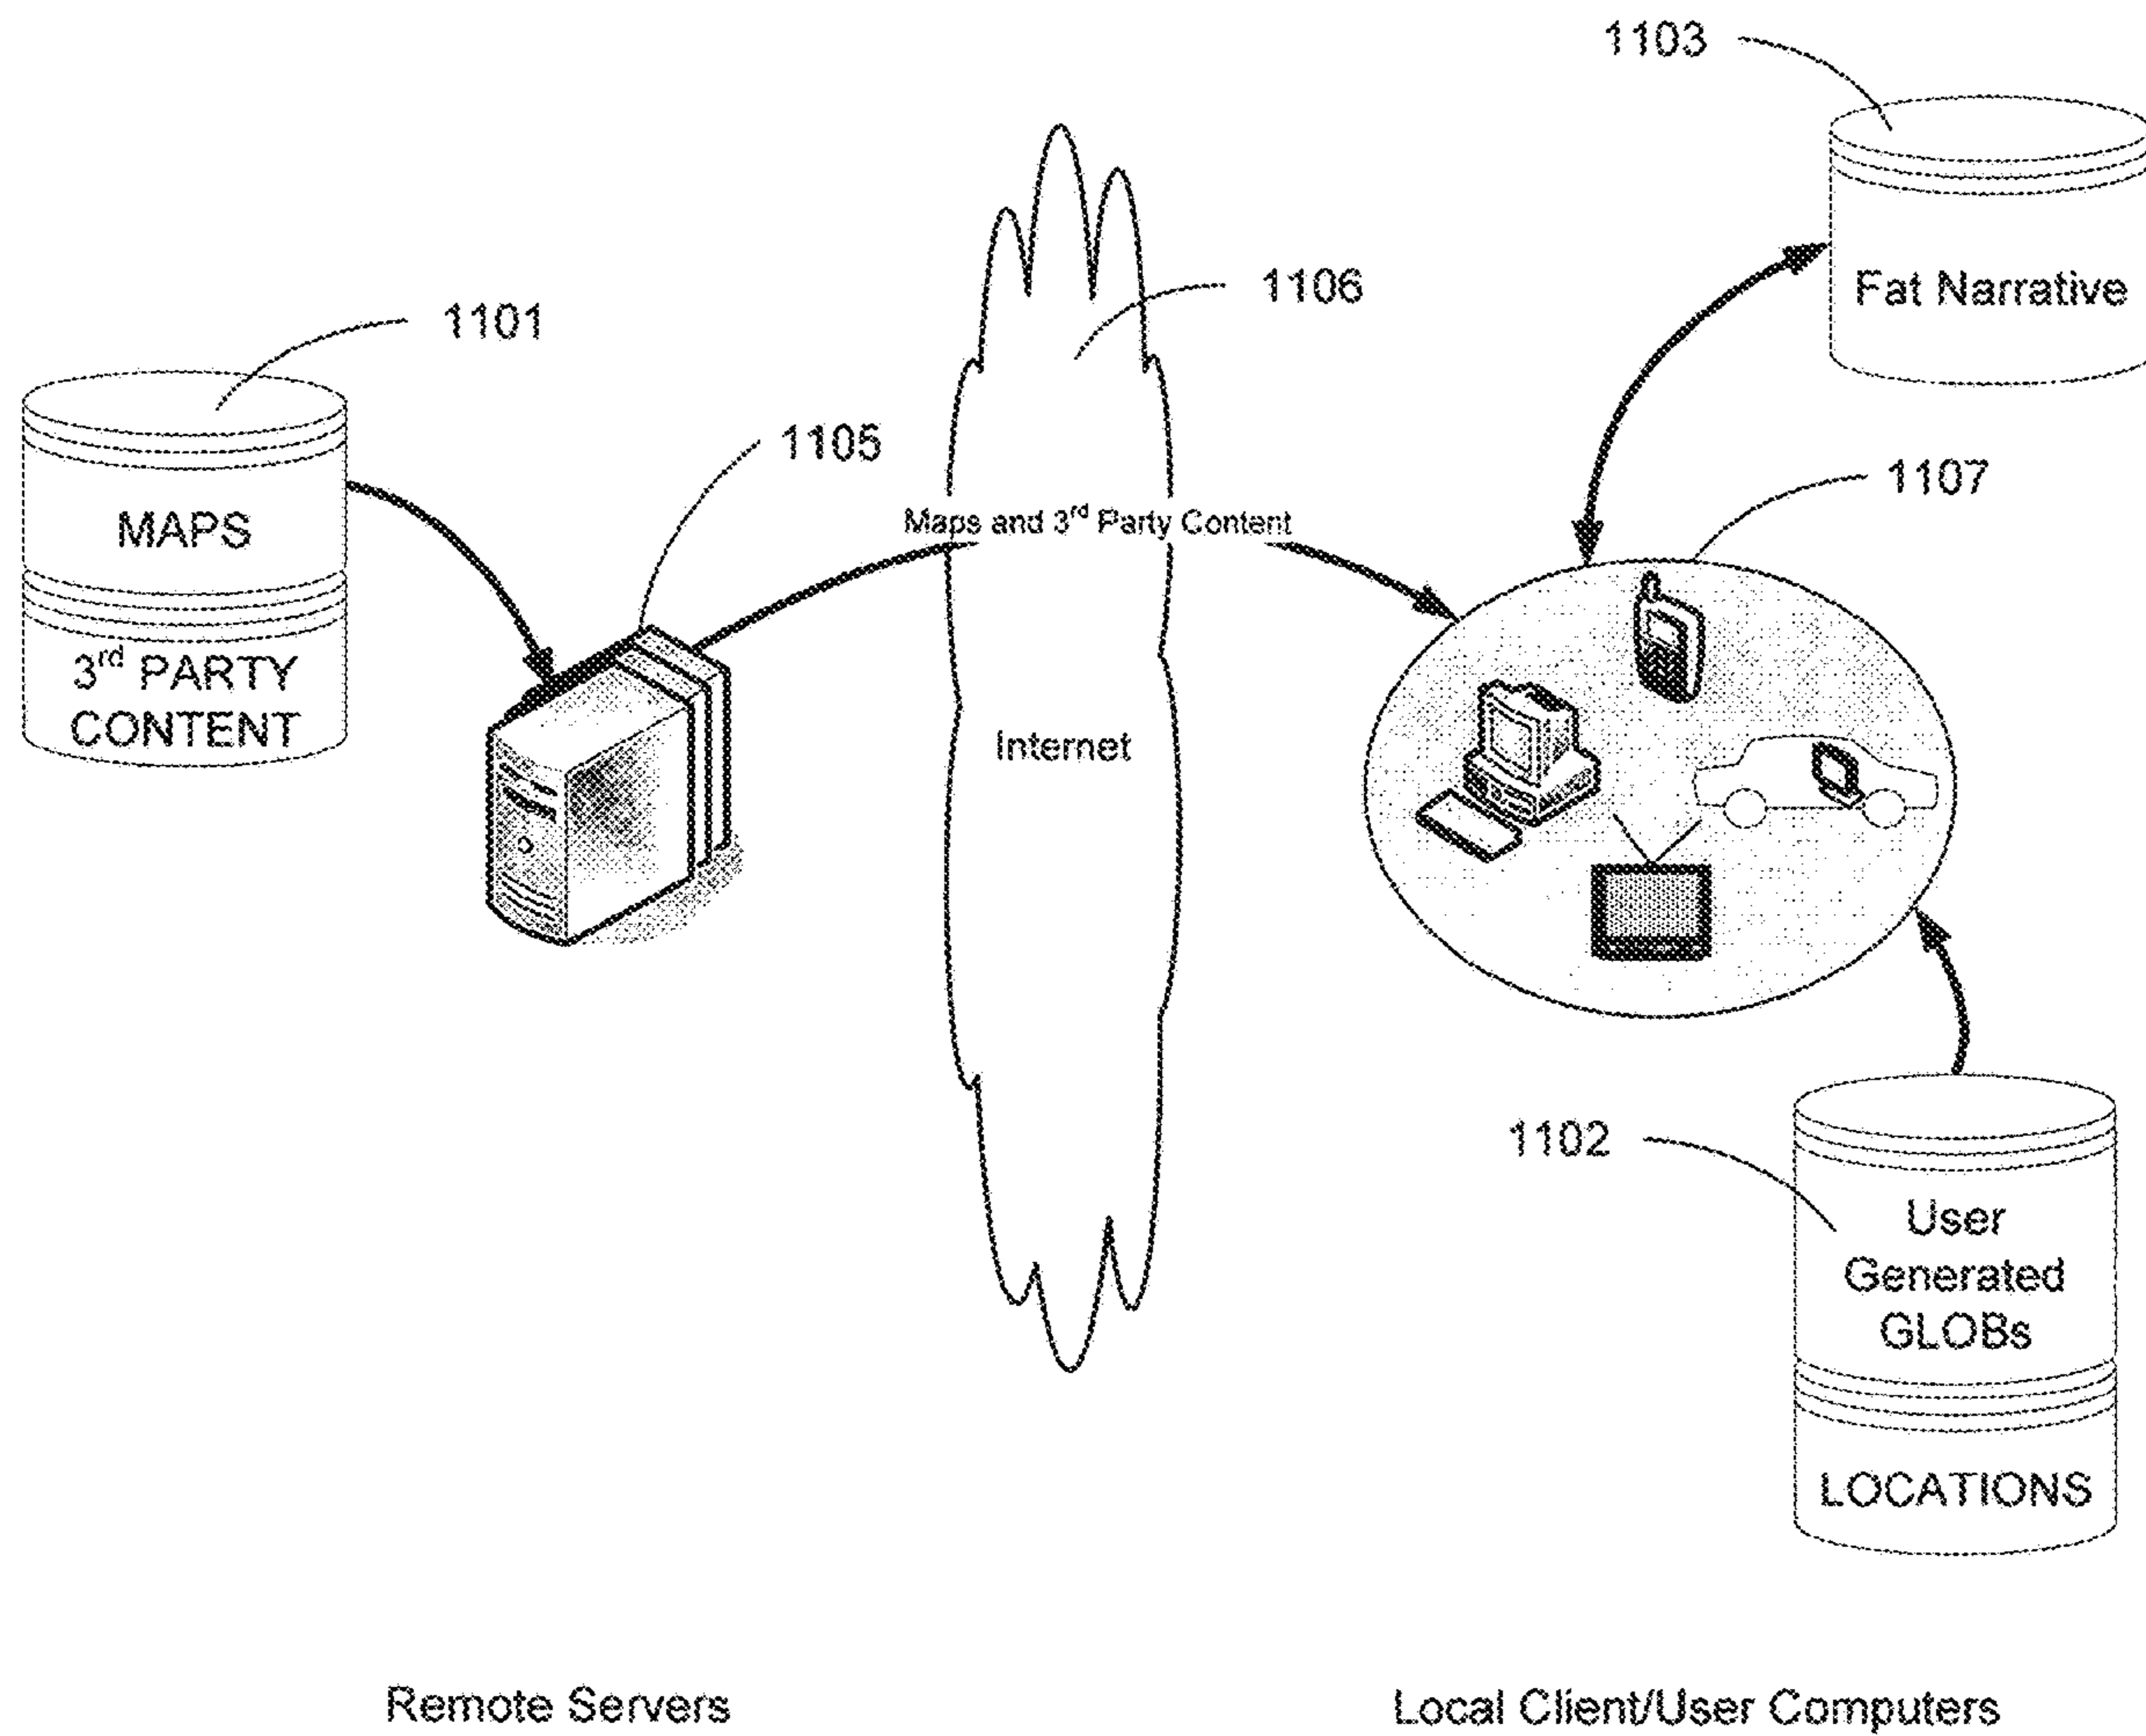 1103
Fat Narrative
1106
1101
1105
1107
MAPS
Maps and 3rd Party Content
3rd PARTY
CONTENT
Internet
1102
User
Generated
GLOBs
LOCATIONS
Remote Servers
Local Client/User Computers